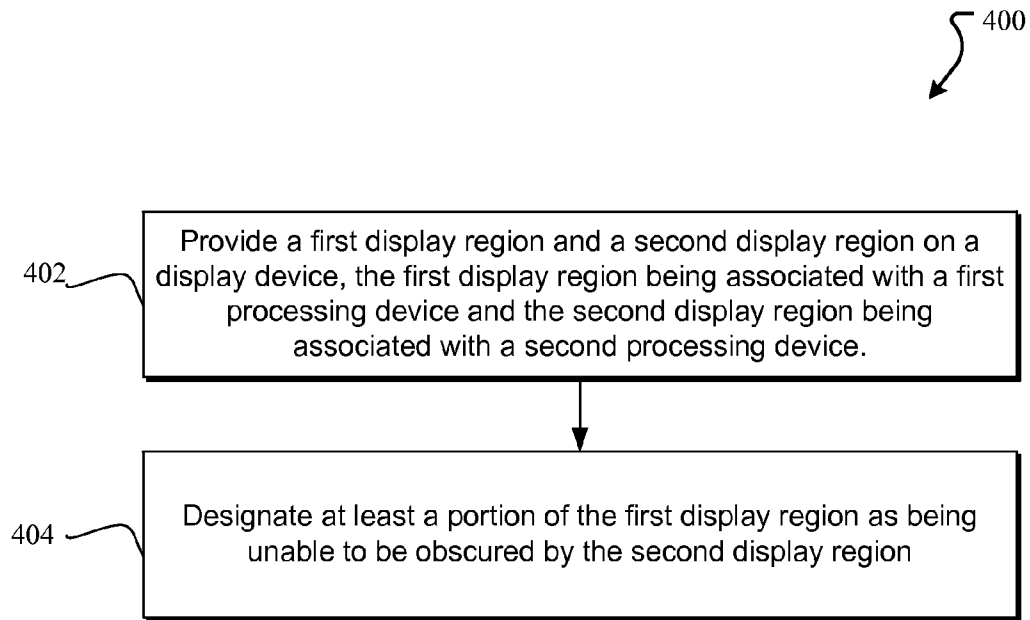 400
402
Provide a first display region and a second display region on a
display device, the first display region being associated with a first
processing device and the second display region being
associated with a second processing device.
404
Designate at least a portion of the first display region as being
unable to be obscured by the second display region